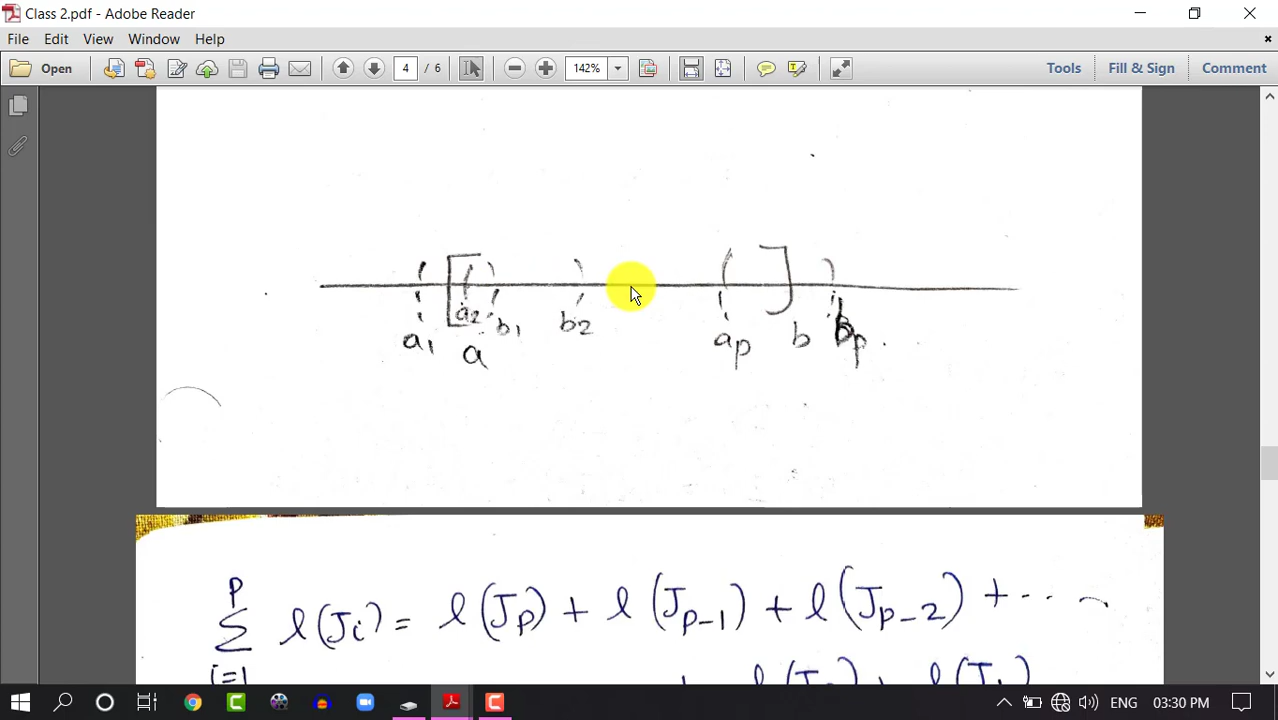 Class 2.pdf - Adobe Reader
File Edit View Window Help
Open 4 / 6 142% Tools Fill & Sign Comment
a₁ a₂ b₁ b₂ aₚ b bₚ
a
p
Σ l(Jᵢ) = l(Jₚ) + l(Jₚ₋₁) + l(Jₚ₋₂) + ...
i=1
ENG 03:30 PM